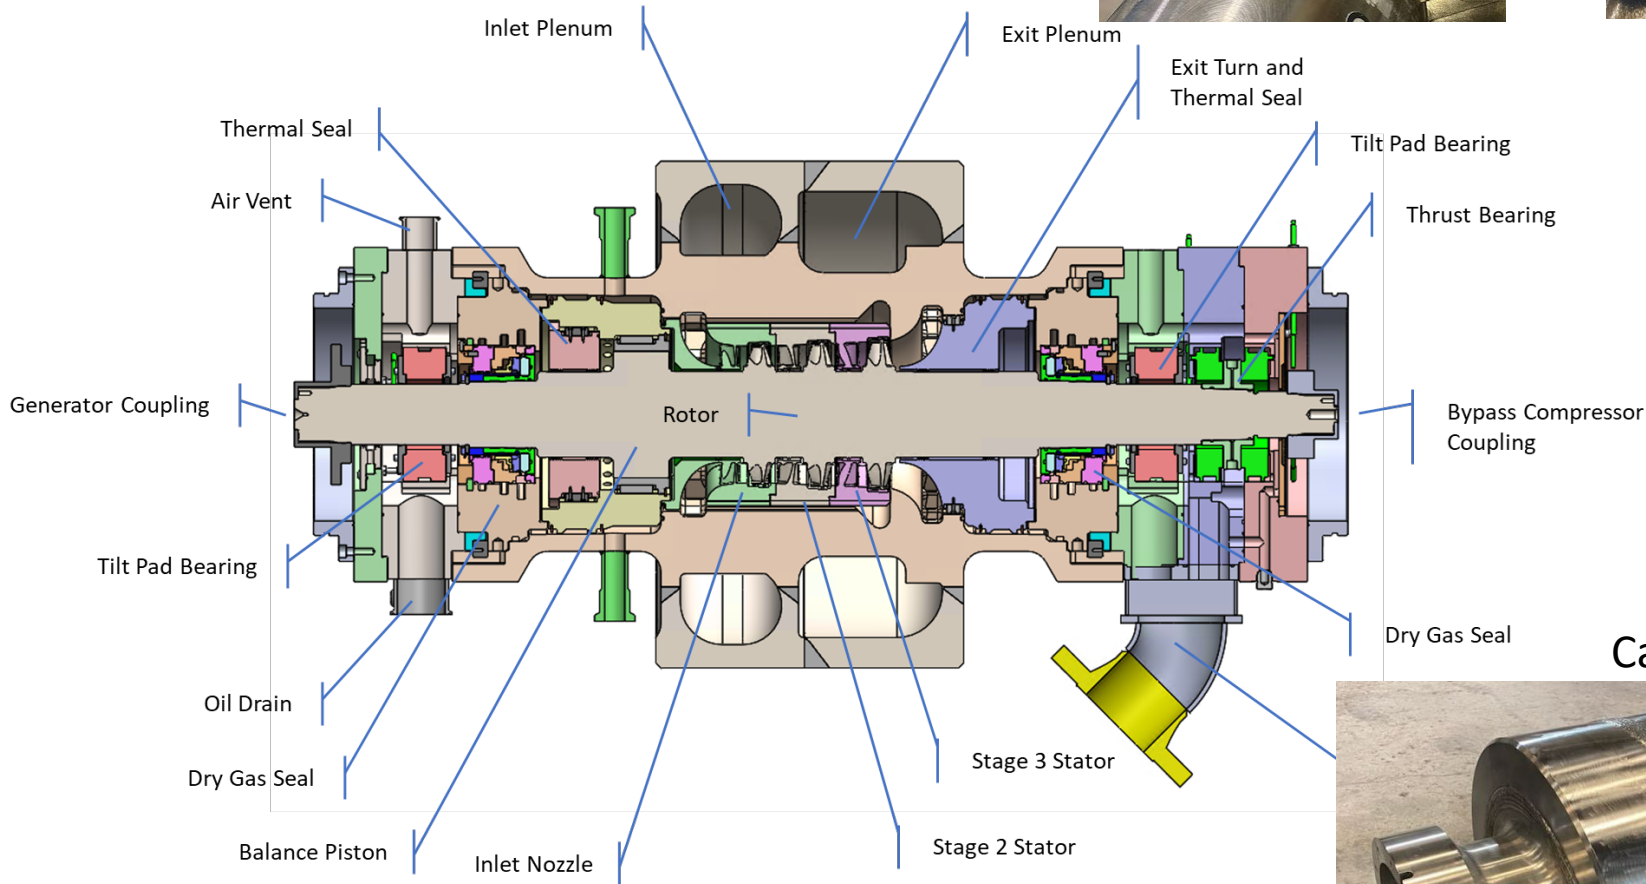 Inlet Plenum
Exit Plenum
Exit Turn and
Thermal Seal
Thermal Seal
Tilt Pad Bearing
Air Vent
Thrust Bearing
Generator Coupling
Rotor
Bypass Compressor
Coupling
Tilt Pad Bearing
Dry Gas Seal
Oil Drain
Stage 3 Stator
Dry Gas Seal
Stage 2 Stator
Balance Piston
Inlet Nozzle